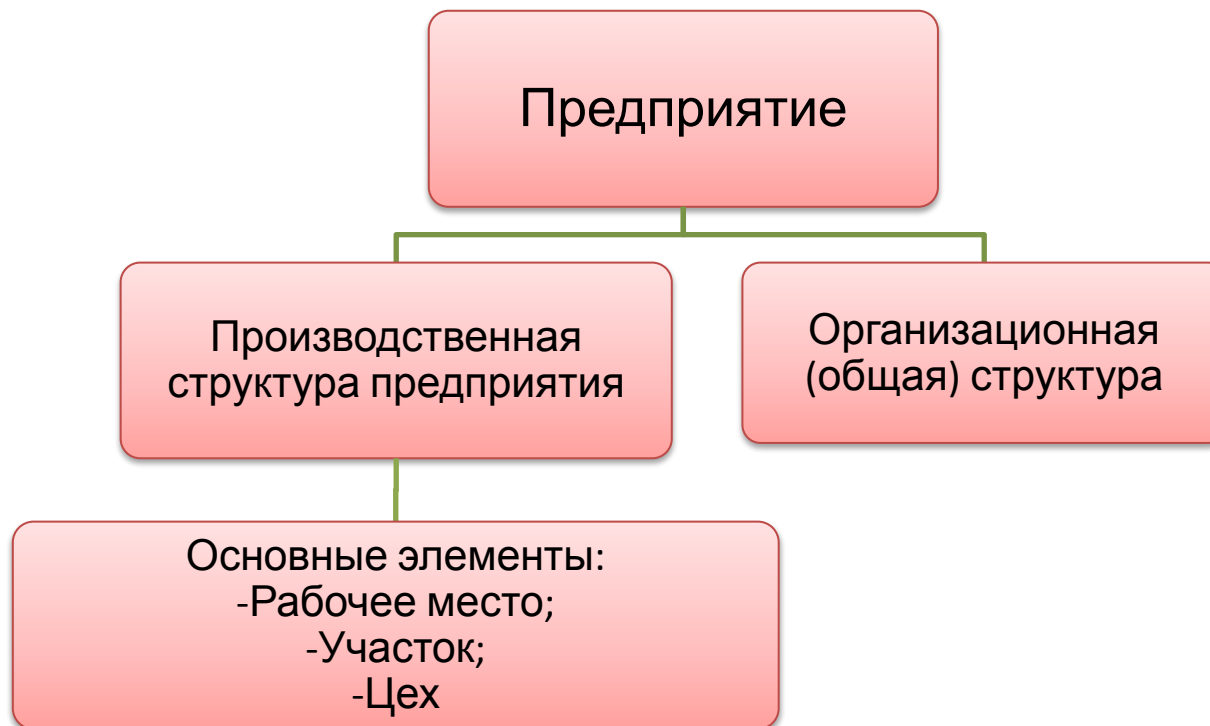 Предприятие
Производственная
структура предприятия
Организационная
(общая) структура
Основные элементы:
-Рабочее место;
-Участок;
-Цех